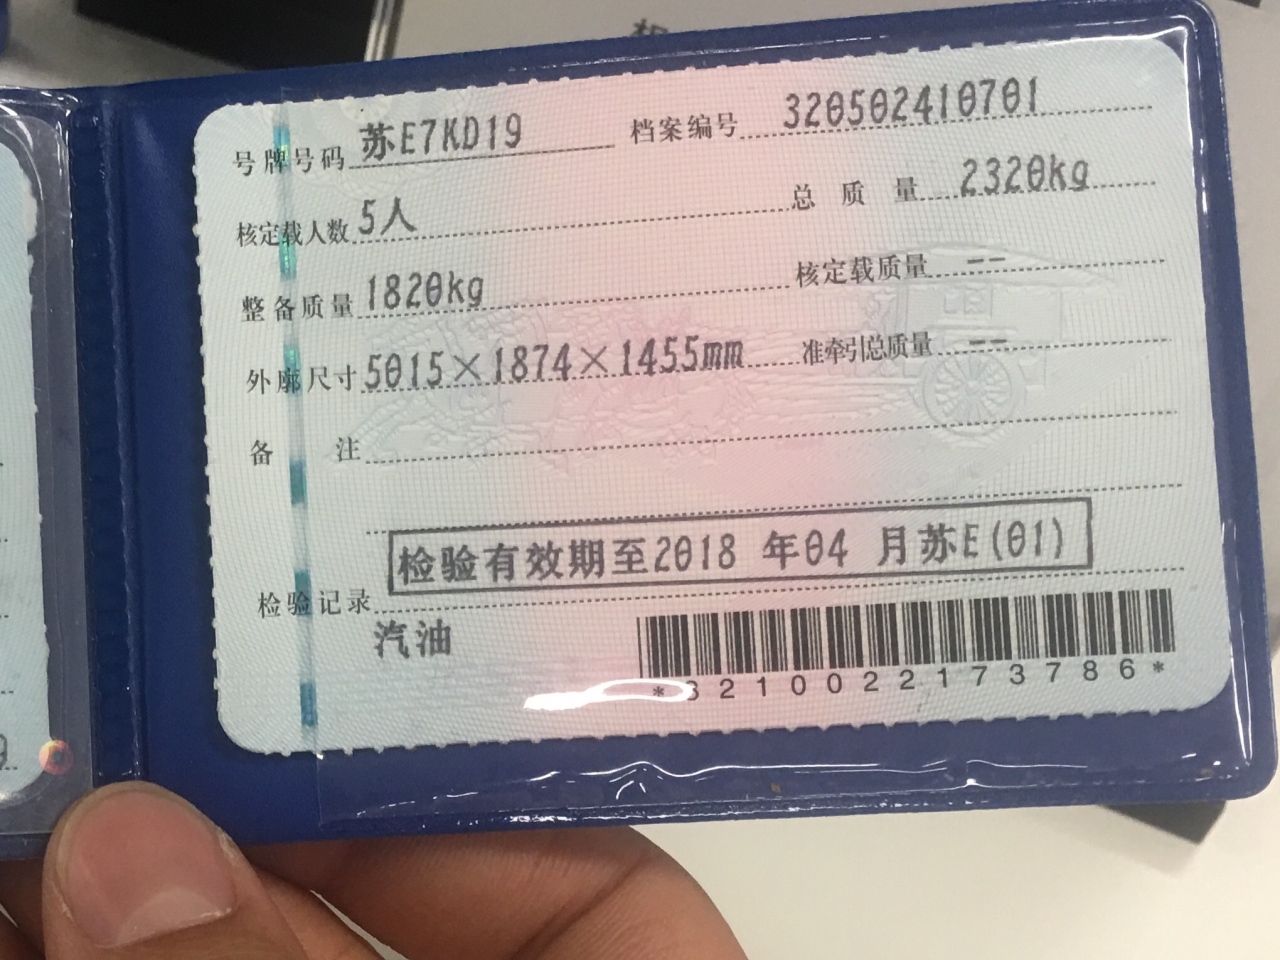 号牌号码 苏E7KD19 档案编号 320502410701
核定载人数 5人 总质量 2320kg
整备质量 1820kg 核定载质量 --
外廓尺寸 5015×1874×1455mm 准牵引总质量 --
备注
检验有效期至2018 年04 月苏E(01)
检验记录
汽油
*3210022173786*